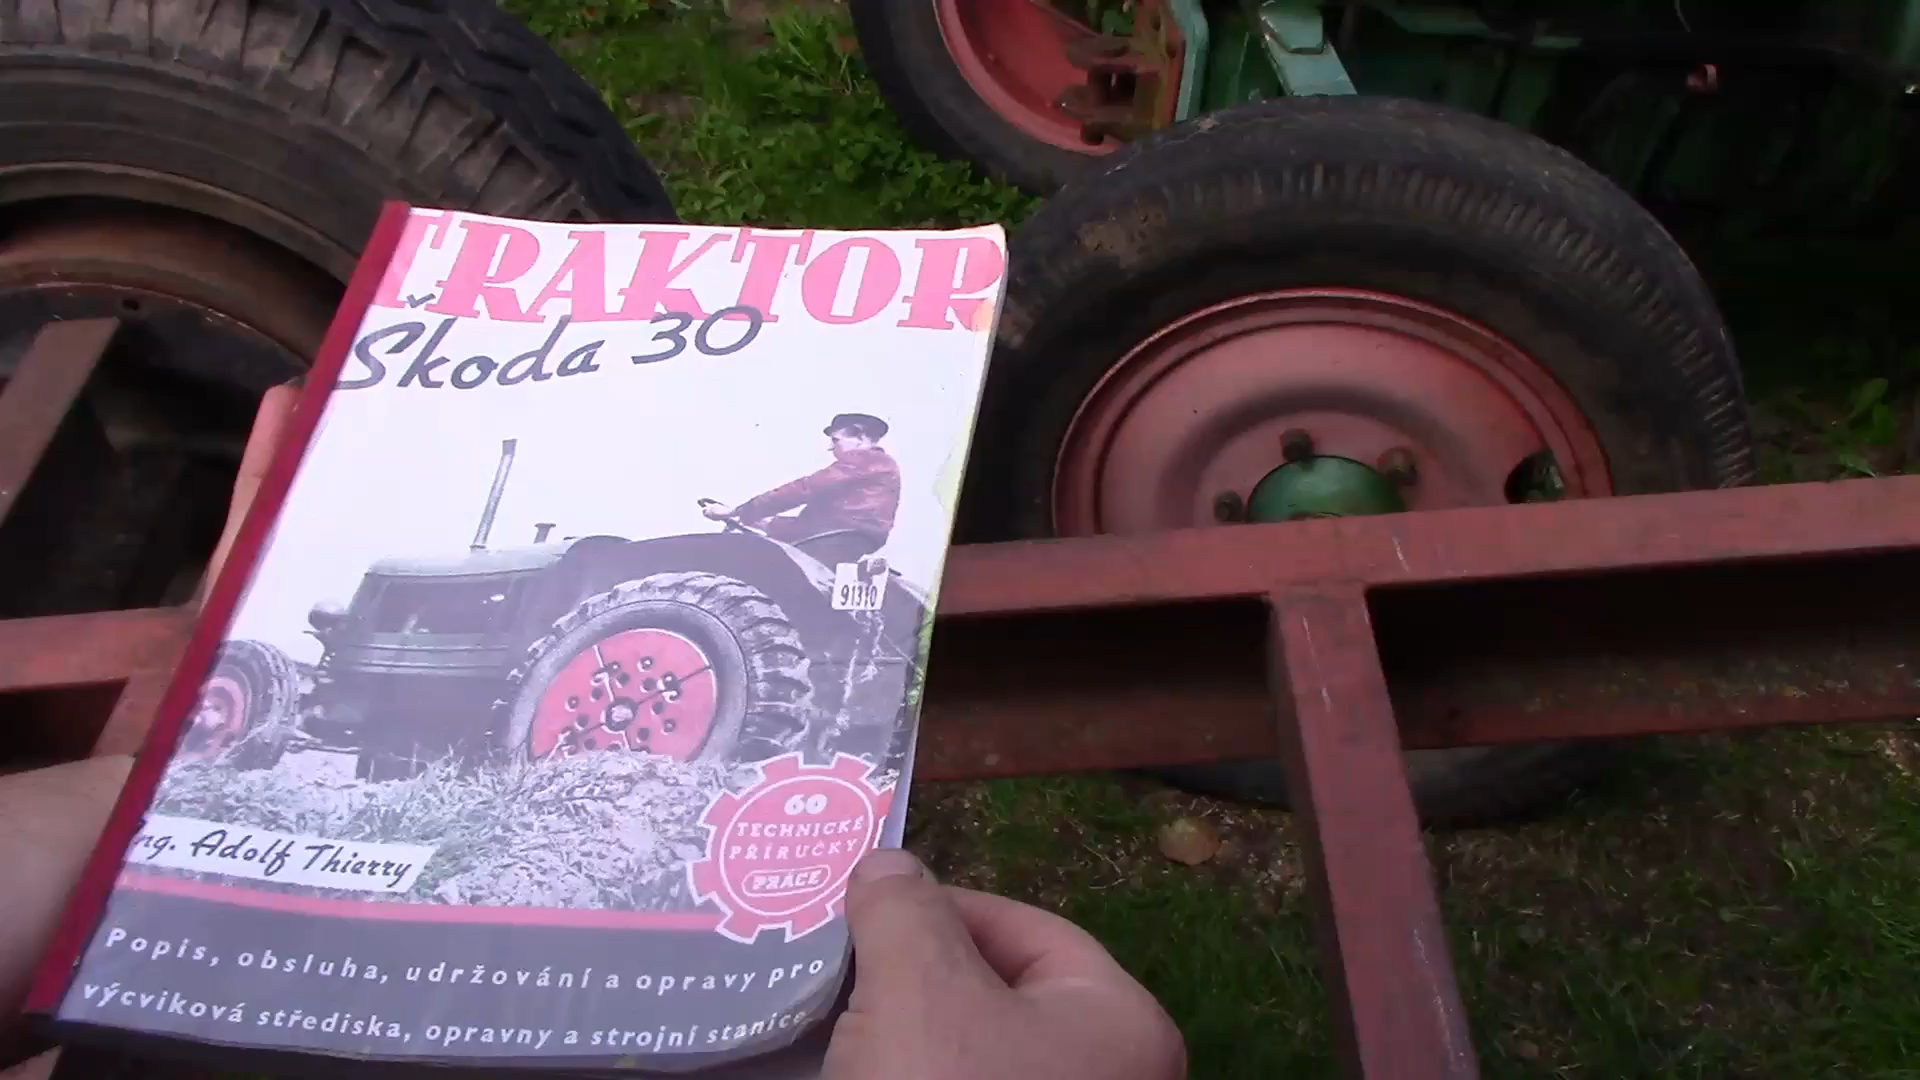 TRAKTOR
Škoda 30
91310
60
TECHNICKÉ
PŘÍRUČKY
PRÁCE
Ing. Adolf Thierry
Popis, obsluha, udržování a opravy pro
výcviková střediska, opravny a strojní stanice